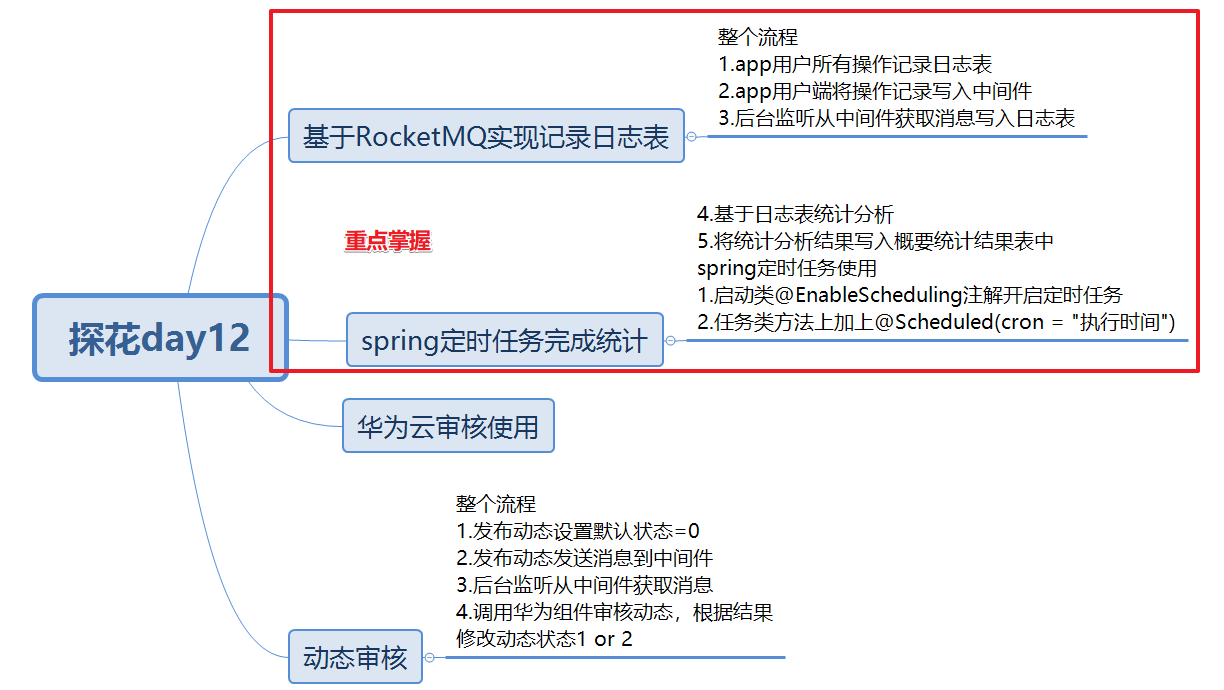 整个流程
1.app用户所有操作记录日志表
2.app用户端将操作记录写入中间件
3.后台监听从中间件获取消息写入日志表
基于RocketMQ实现记录日志表
4.基于日志表统计分析
5.将统计分析结果写入概要统计结果表中
spring定时任务使用
1.启动类@EnableScheduling注解开启定时任务
2.任务类方法上加上@Scheduled(cron = "执行时间")
重点掌握
spring定时任务完成统计
探花day12
华为云审核使用
整个流程
1.发布动态设置默认状态=0
2.发布动态发送消息到中间件
3.后台监听从中间件获取消息
4.调用华为组件审核动态，根据结果
修改动态状态1 or 2
动态审核